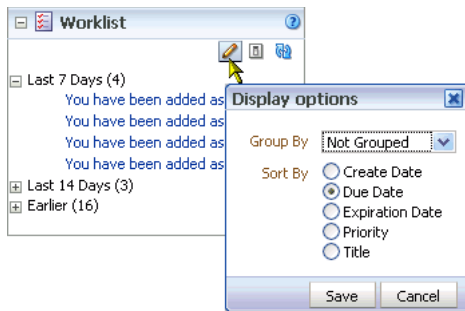 Worklist
Last 7 Days (4)
You have been added as
You have been added as
You have been added as
You have been added as
Last 14 Days (3)
Earlier (16)
Display options
Group By Not Grouped
Sort By Create Date
Due Date
Expiration Date
Priority
Title
Save Cancel